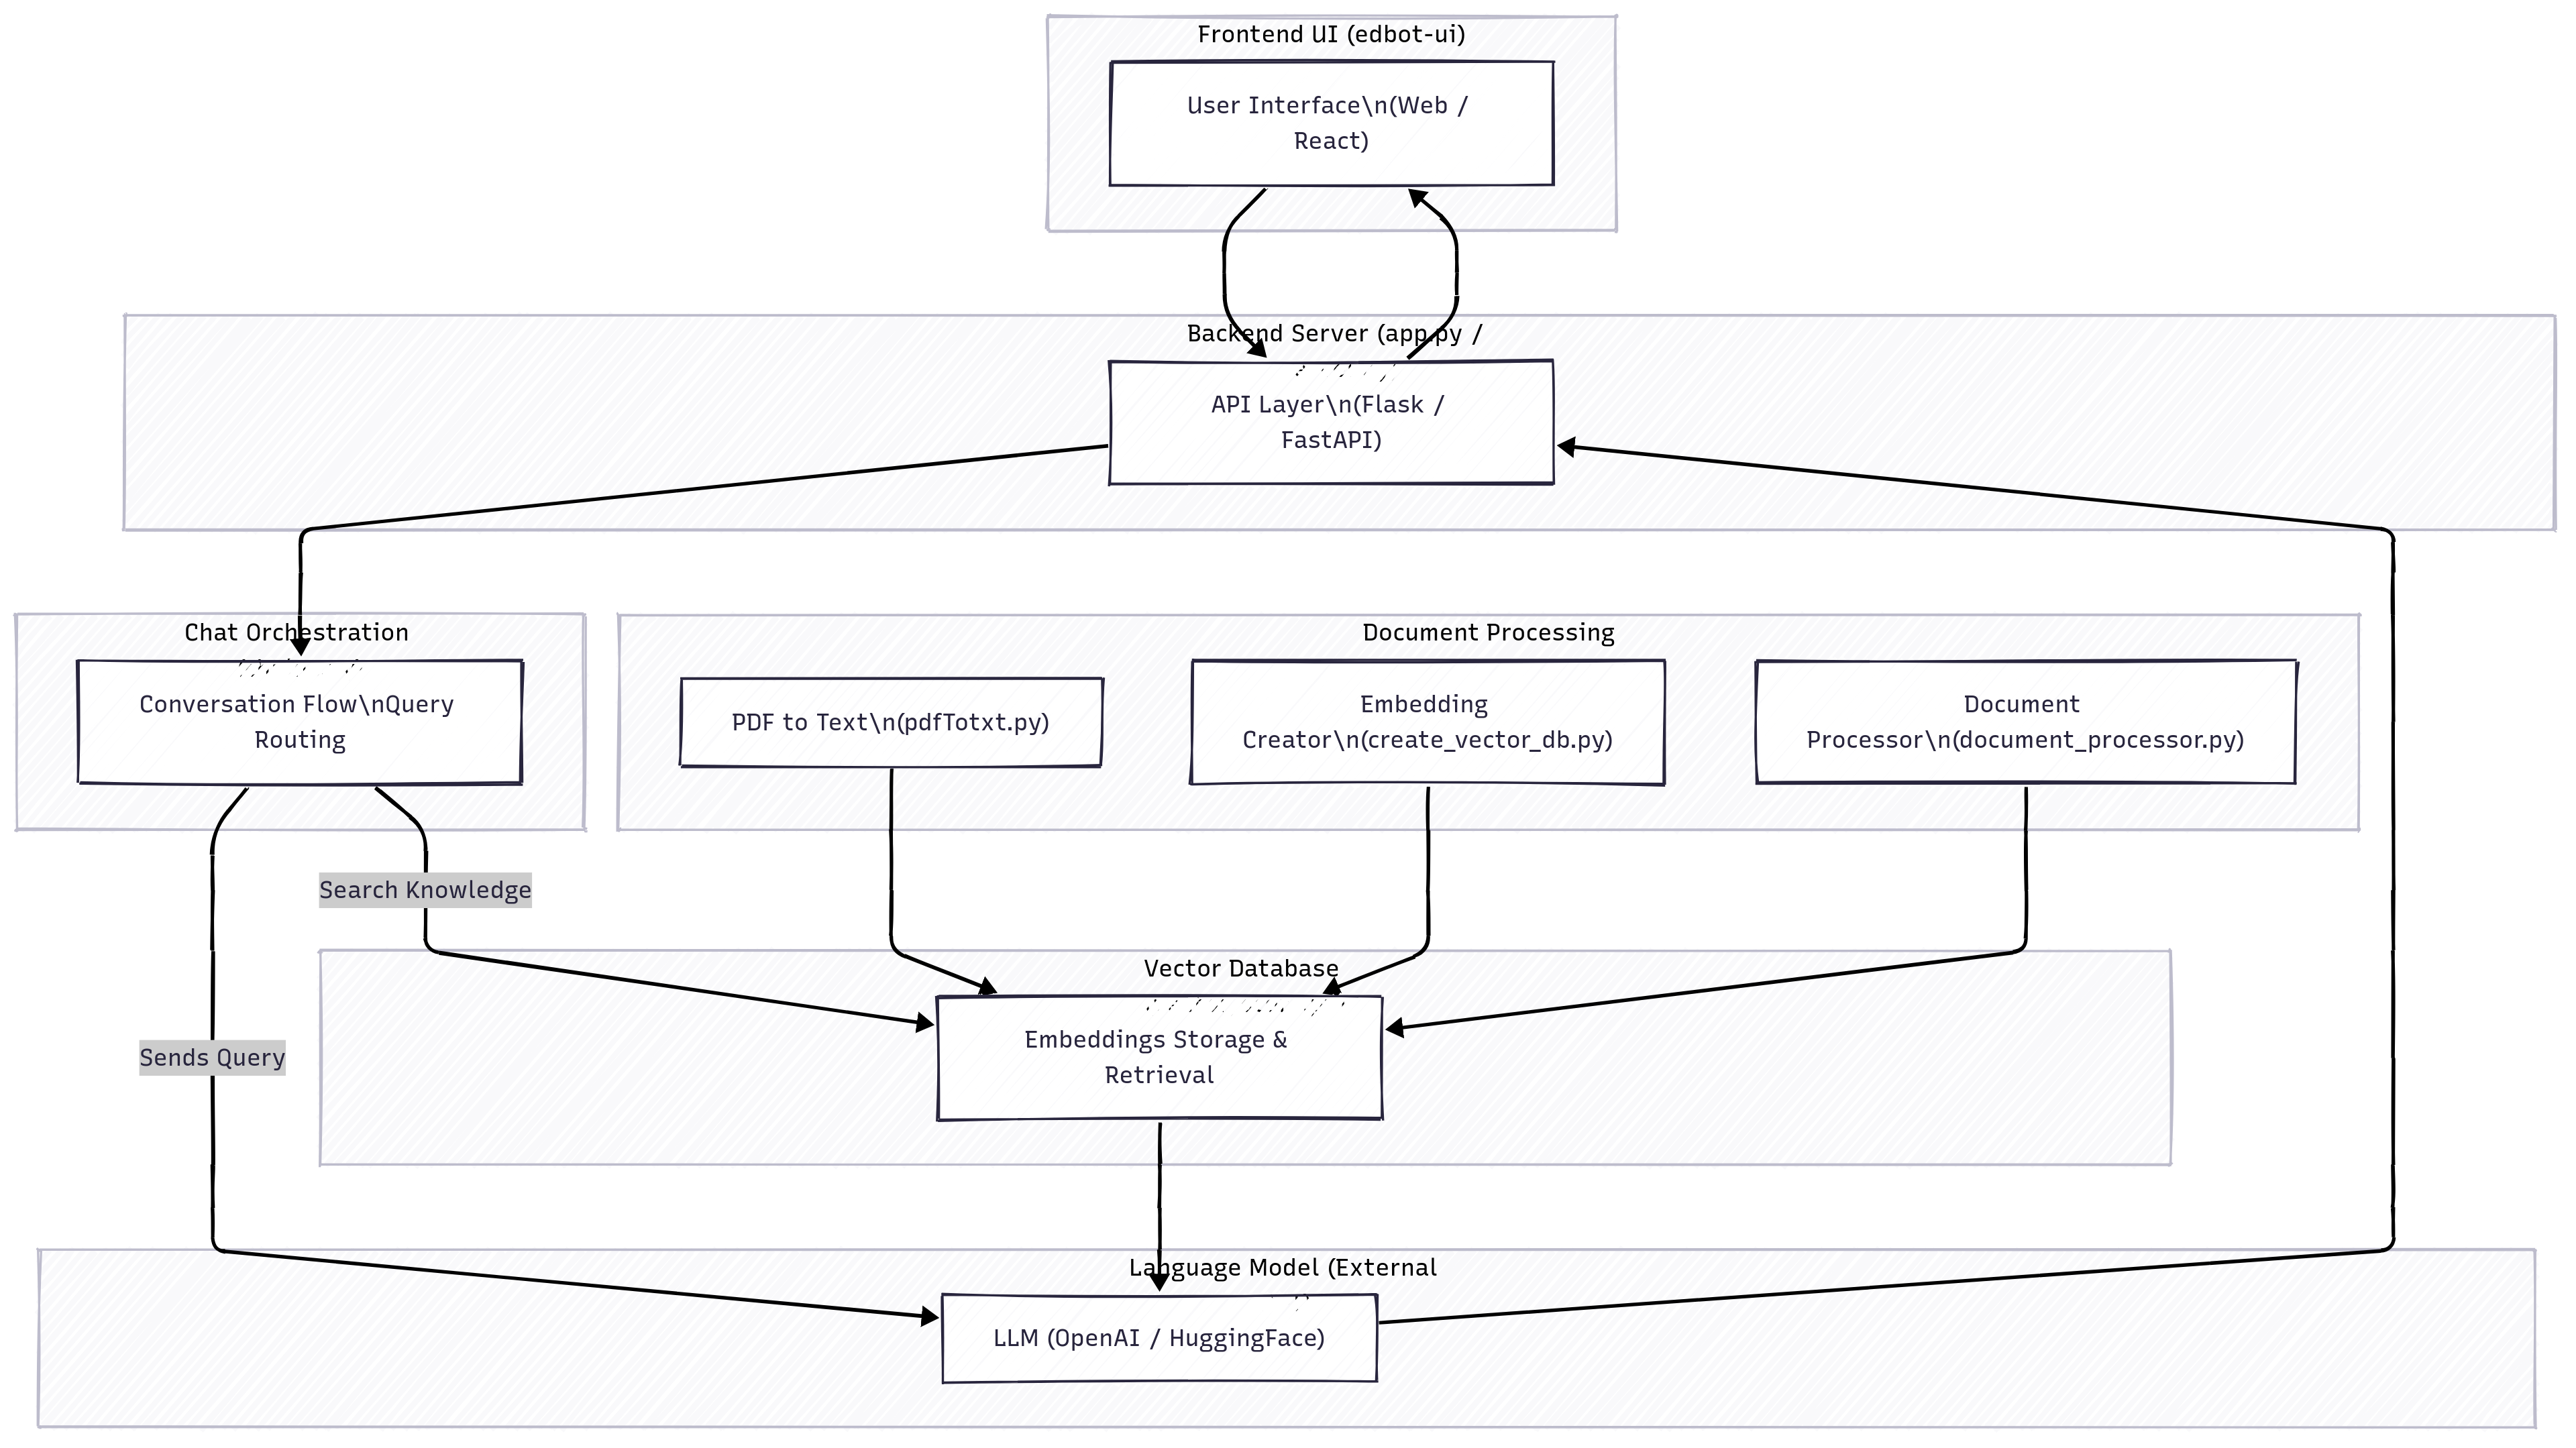 Frontend UI (edbot-ui)
User Interface\n(Web /
React)
Backend Server (app.py /
API Layer\n(Flask /
FastAPI)
Chat Orchestration
Conversation Flow\nQuery
Routing
Document Processing
PDF to Text\n(pdfTotxt.py)
Embedding
Creator\n(create_vector_db.py)
Document
Processor\n(document_processor.py)
Search Knowledge
Vector Database
Embeddings Storage &
Retrieval
Sends Query
Language Model (External
LLM (OpenAI / HuggingFace)